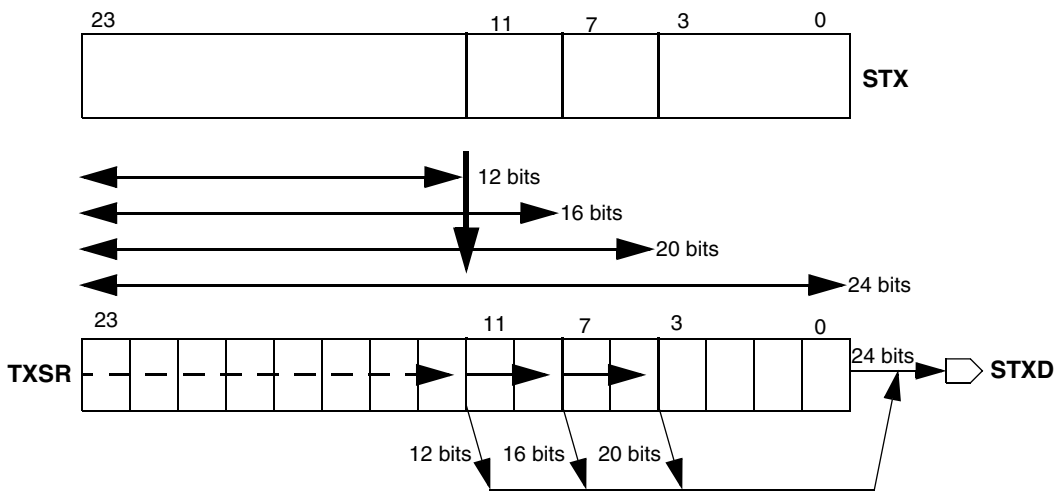 23 11 7 3 0
STX
12 bits
16 bits
20 bits
24 bits
23 11 7 3 0
TXSR 24 bits STXD
12 bits 16 bits 20 bits